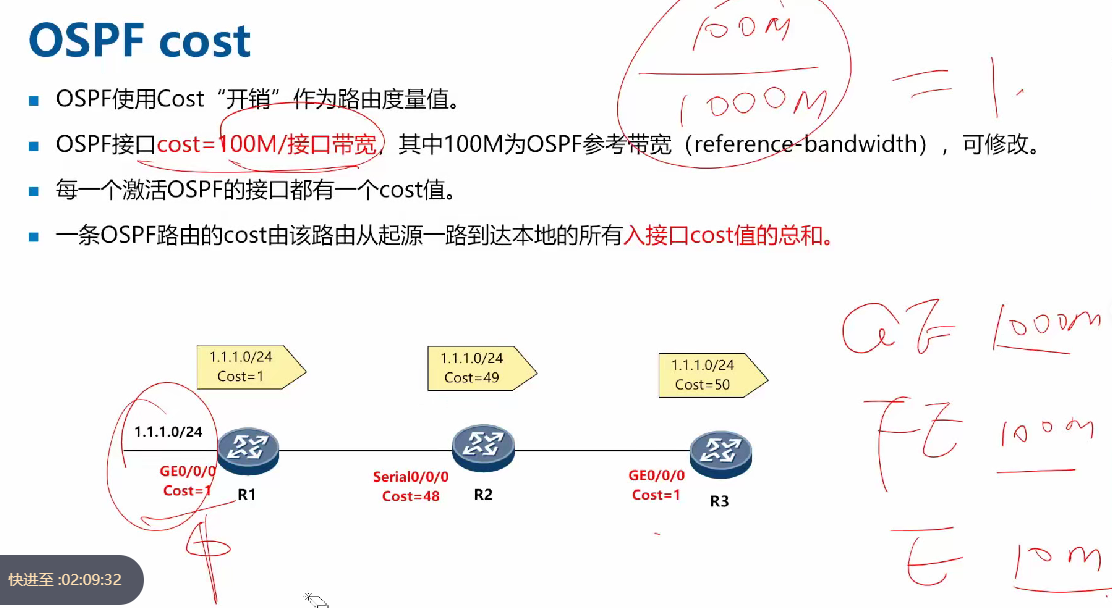 OSPF cost
100M
1000M
= 1.
OSPF使用Cost“开销”作为路由度量值。
OSPF接口cost=100M/接口带宽，其中100M为OSPF参考带宽（reference-bandwidth），可修改。
每一个激活OSPF的接口都有一个cost值。
一条OSPF路由的cost由该路由从起源一路到达本地的所有入接口cost值的总和。
GE 1000M
1.1.1.0/24
Cost=1
1.1.1.0/24
Cost=49
1.1.1.0/24
Cost=50
FE 100M
1.1.1.0/24
GE0/0/0
Cost=1
R1
Serial0/0/0
Cost=48
R2
GE0/0/0
Cost=1
R3
E 10M
快进至 :02:09:32